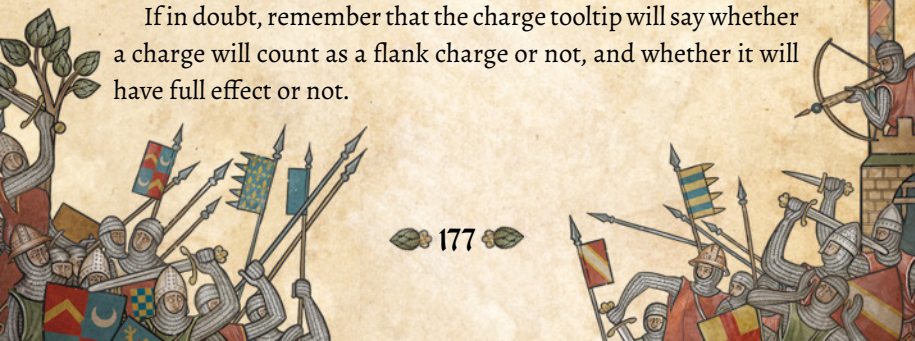 If in doubt, remember that the charge tooltip will say whether
a charge will count as a flank charge or not, and whether it will
have full effect or not.
177